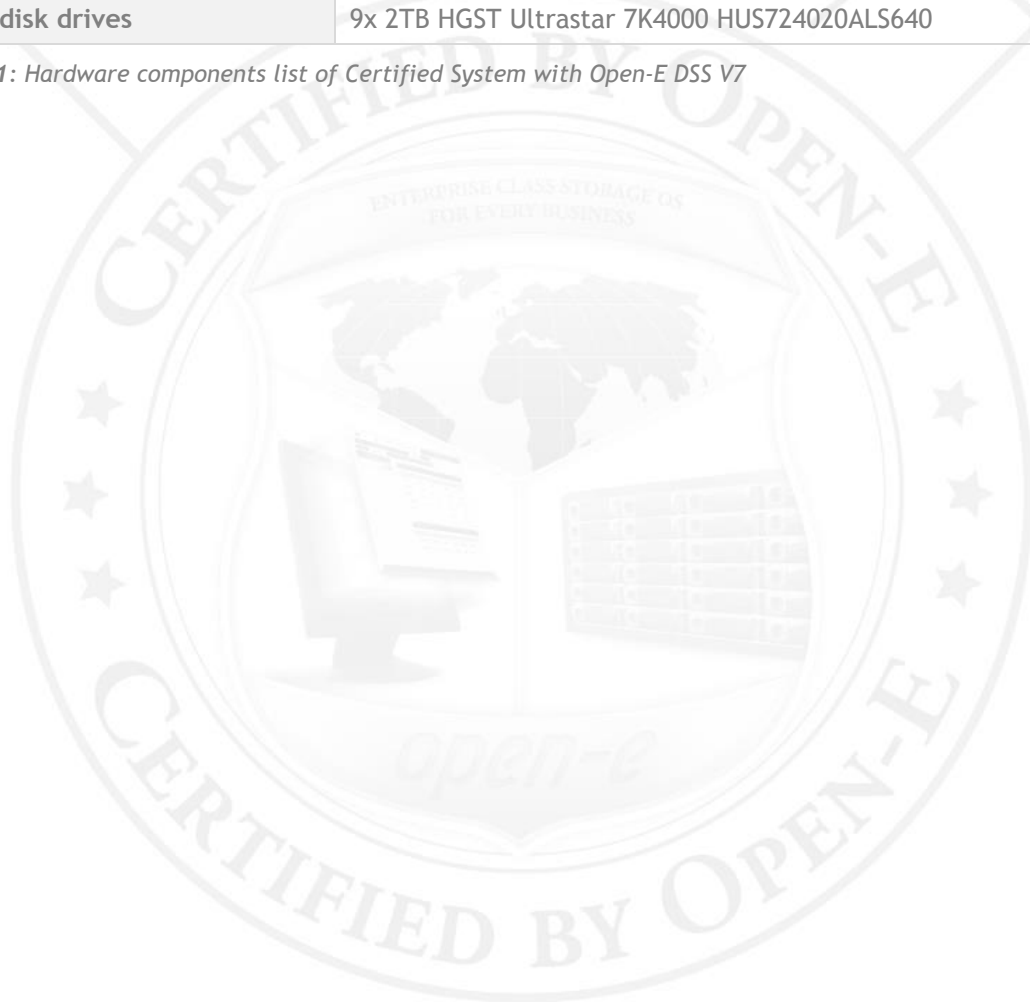 disk drives 9x 2TB HGST Ultrastar 7K4000 HUS724020ALS640
1: Hardware components list of Certified System with Open-E DSS V7
CERTIFIED BY OPEN-E
ENTERPRISE CLASS STORAGE OS
FOR EVERY BUSINESS
open-e
CERTIFIED BY OPEN-E